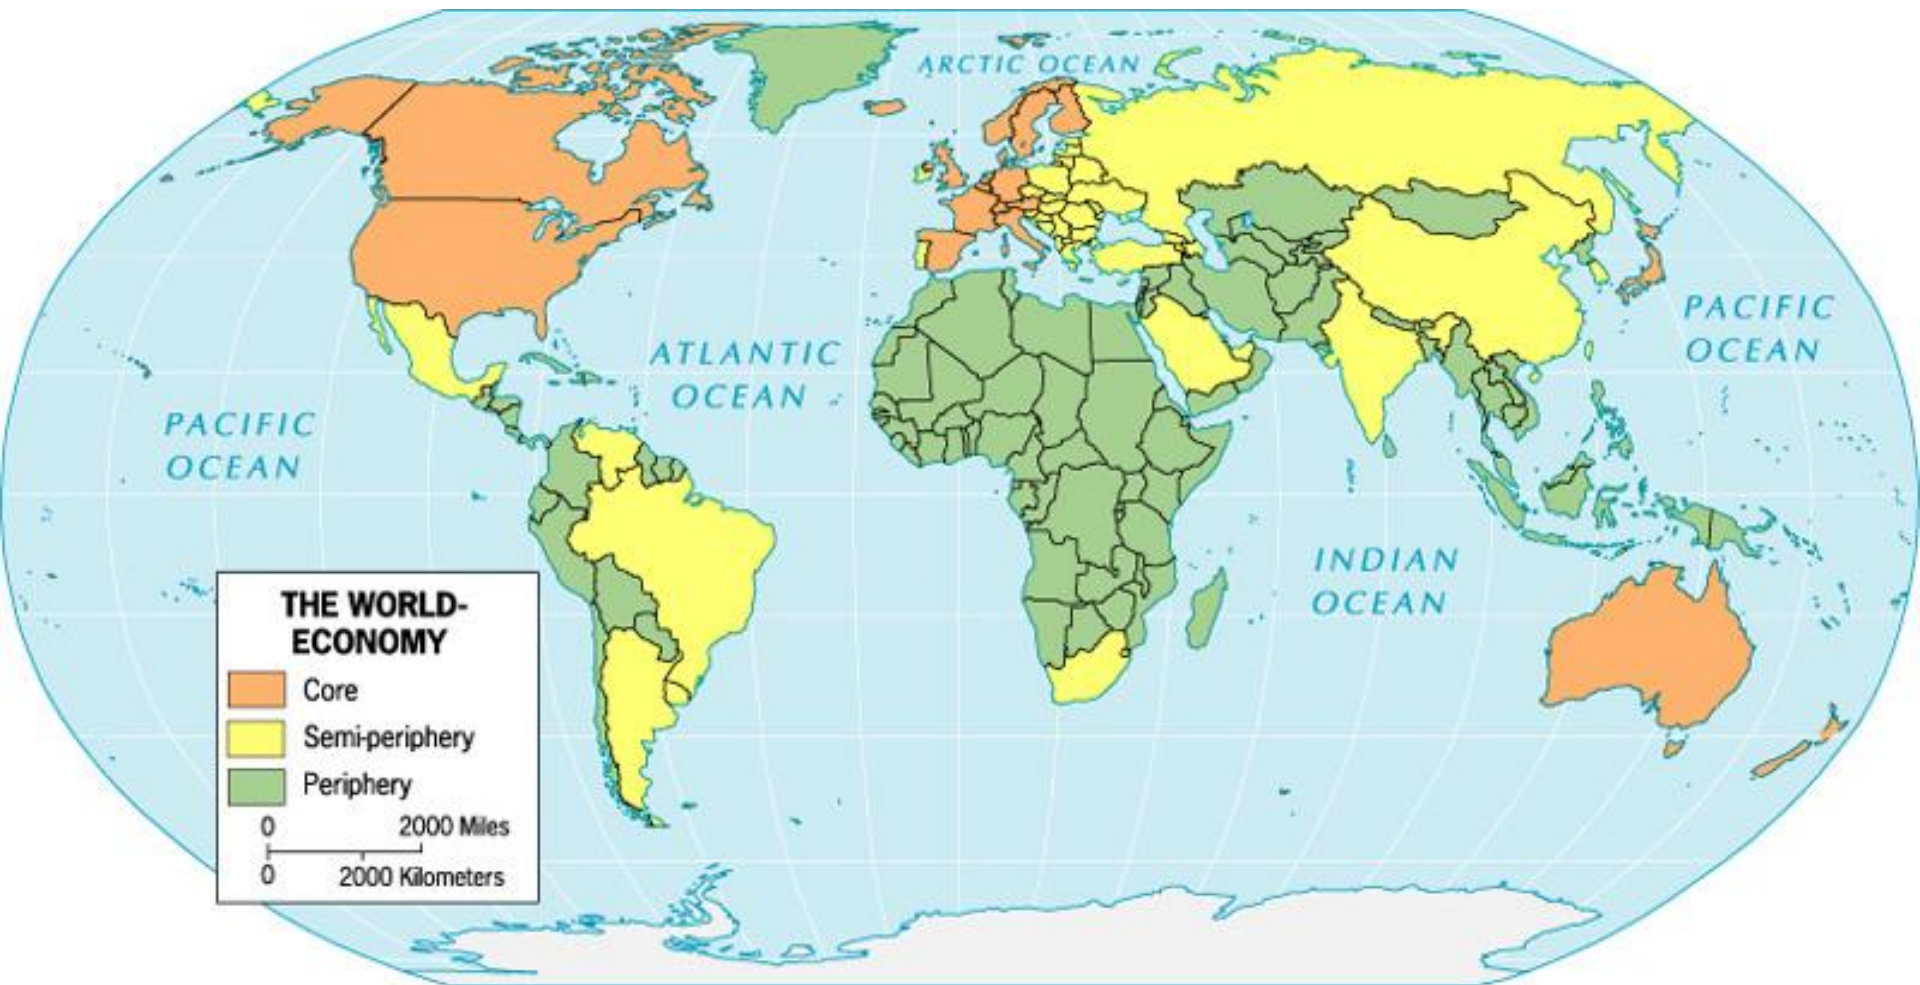 ARCTIC OCEAN
PACIFIC
OCEAN
ATLANTIC
OCEAN
PACIFIC
OCEAN
INDIAN
OCEAN
THE WORLD-
ECONOMY
Core
Semi-periphery
Periphery
0 2000 Miles
0 2000 Kilometers